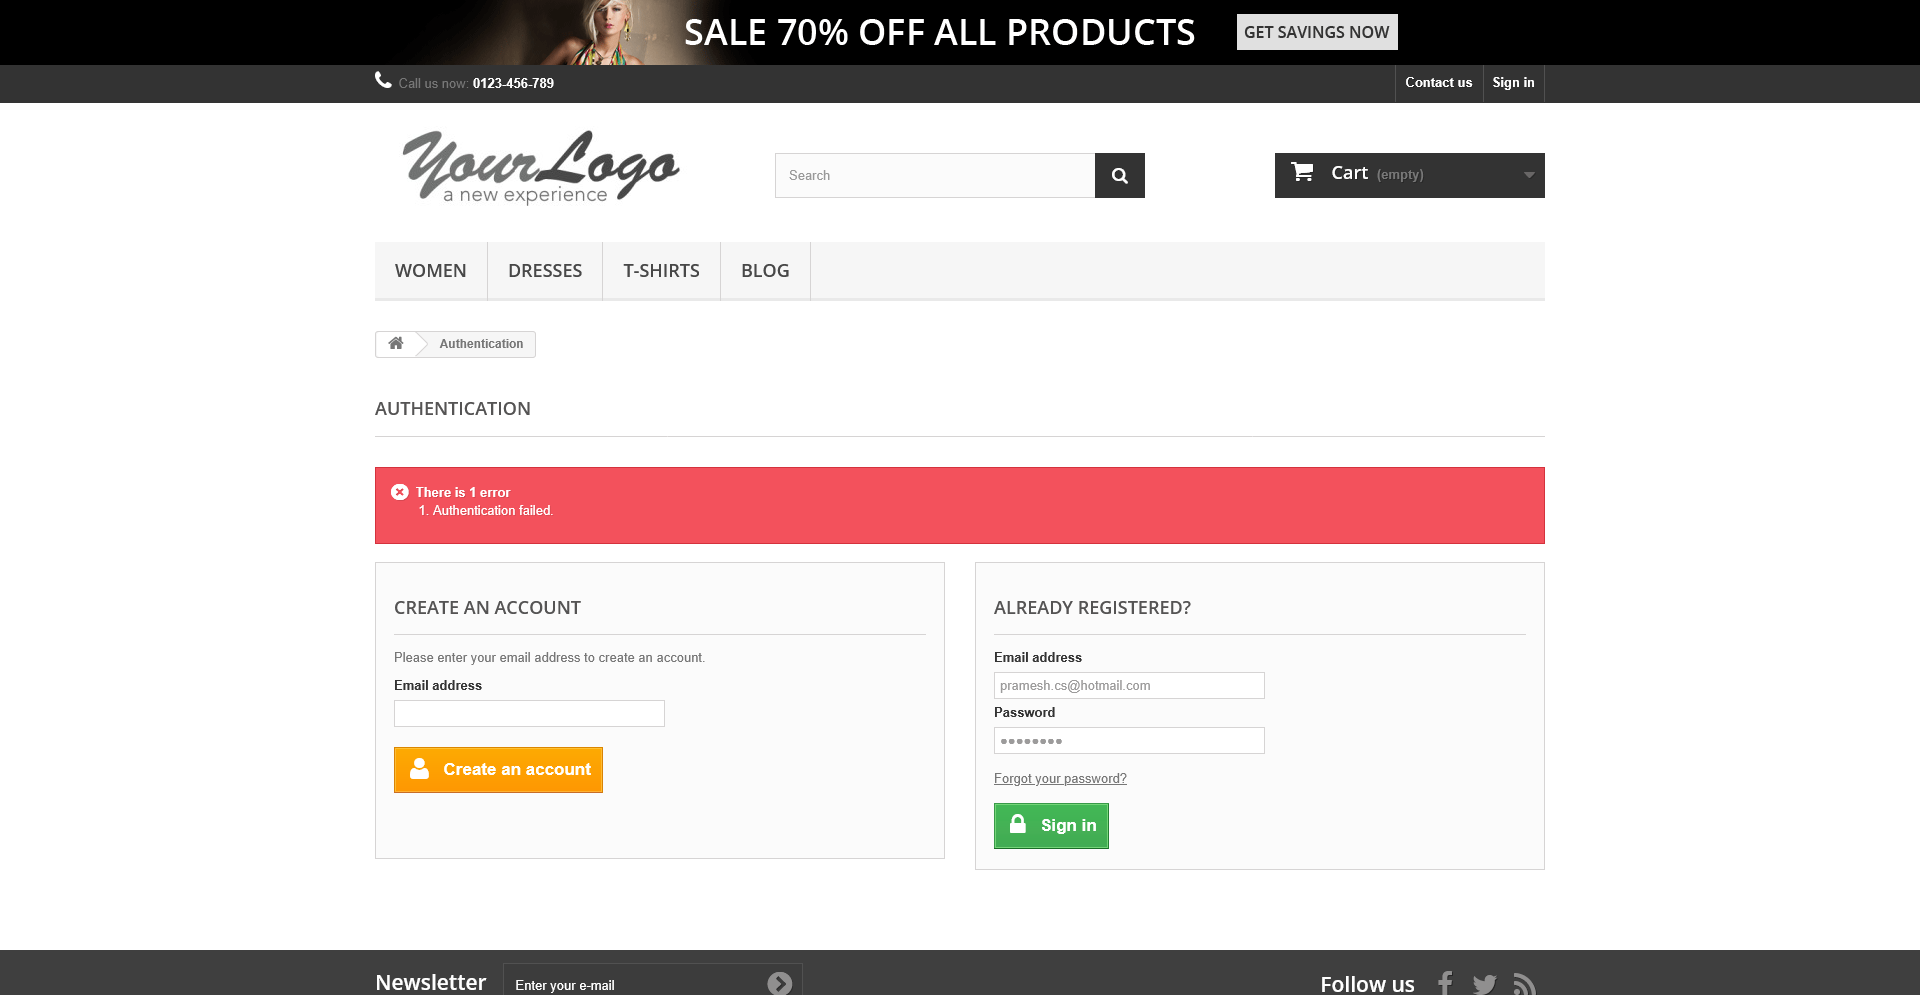 SALE 70% OFF ALL PRODUCTS
GET SAVINGS NOW
Call us now: 0123-456-789
Contact us
Sign in
Your Logo
a new experience
Search
Cart (empty)
WOMEN
DRESSES
T-SHIRTS
BLOG
Authentication
AUTHENTICATION
There is 1 error
1. Authentication failed.
CREATE AN ACCOUNT
Please enter your email address to create an account.
Email address
Create an account
ALREADY REGISTERED?
Email address
pramesh.cs@hotmail.com
Password
••••••••
Forgot your password?
Sign in
Newsletter
Enter your e-mail
Follow us